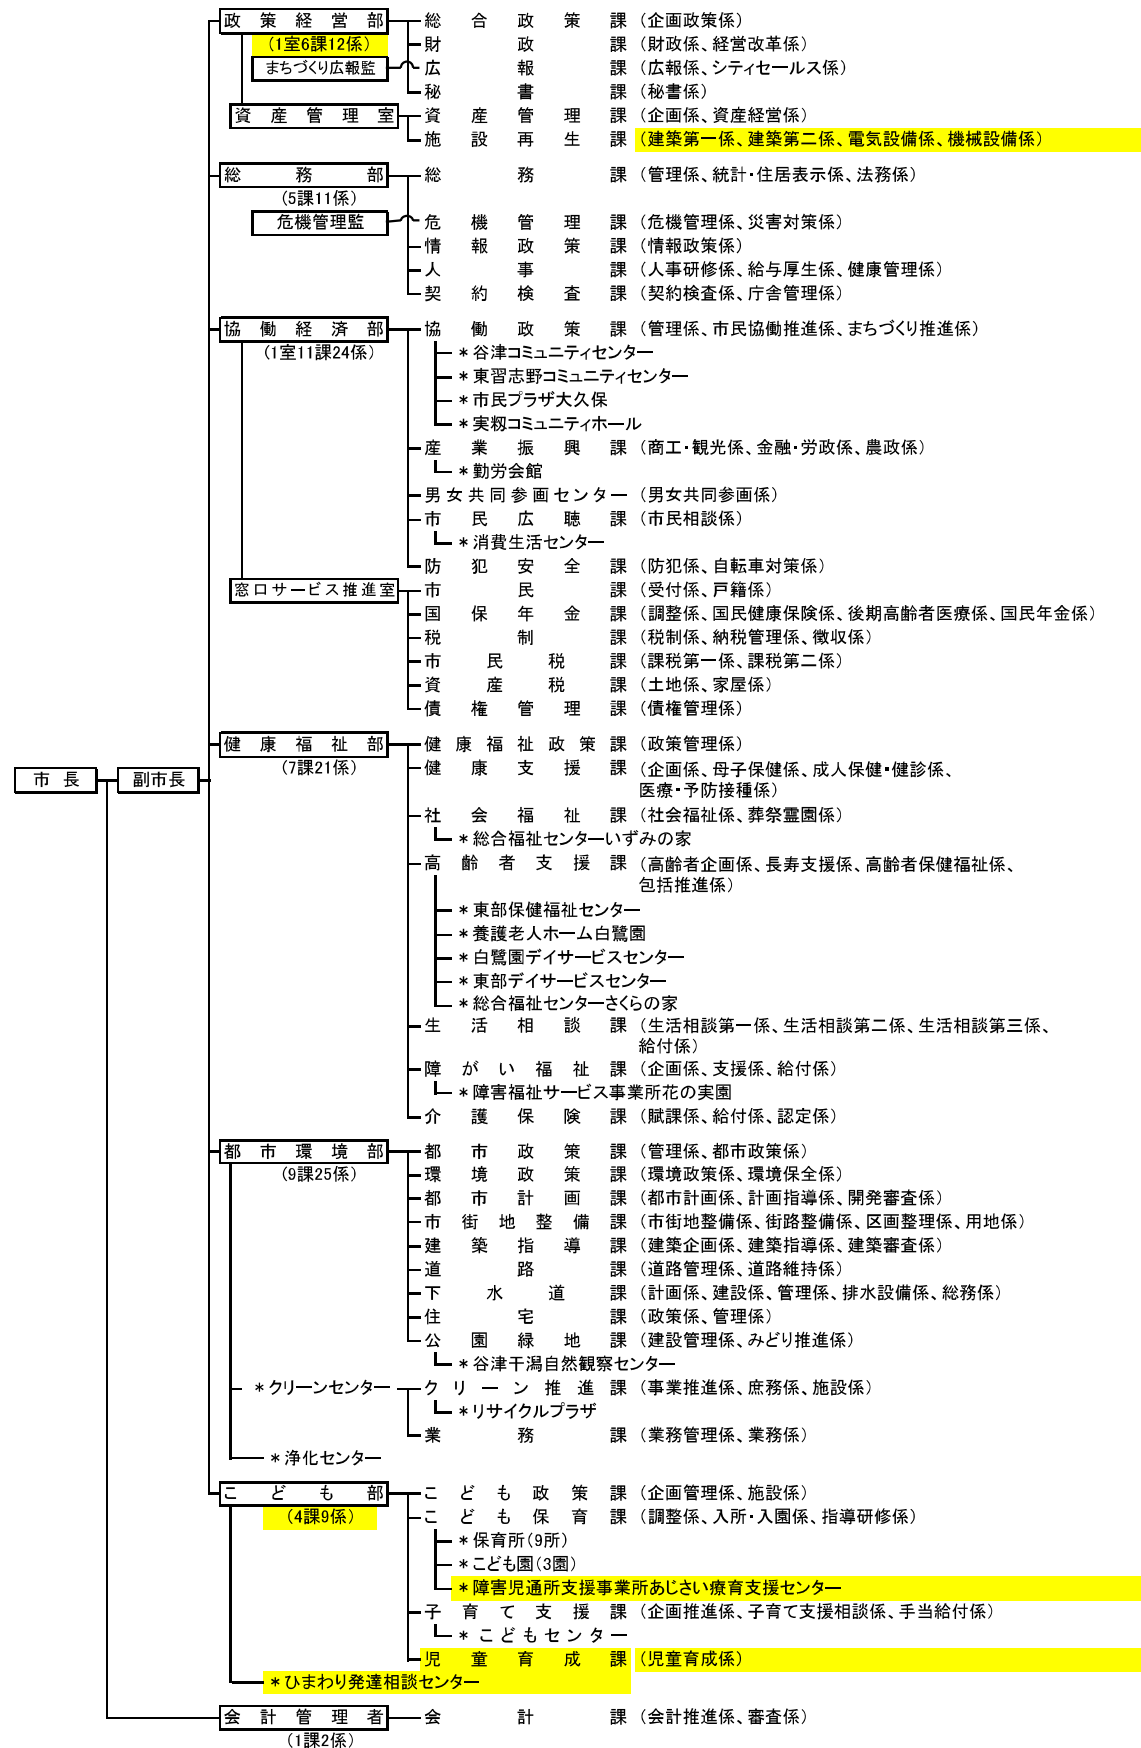 政策経営部 総合政策課 (企画政策係)
(1室6課12係) 財政課 (財政係、経営改革係)
まちづくり広報監 広報課 (広報係、シティセールス係)
秘書課 (秘書係)
資産管理室 資産管理課 (企画係、資産経営係)
施設再生課 (建築第一係、建築第二係、電気設備係、機械設備係)
総務部 総務課 (管理係、統計・住居表示係、法務係)
(5課11係)
危機管理監 危機管理課 (危機管理係、災害対策係)
情報政策課 (情報政策係)
人事課 (人事研修係、給与厚生係、健康管理係)
契約検査課 (契約検査係、庁舎管理係)
協働経済部 協働政策課 (管理係、市民協働推進係、まちづくり推進係)
(1室11課24係) *谷津コミュニティセンター
*東習志野コミュニティセンター
*市民プラザ大久保
*実籾コミュニティホール
産業振興課 (商工・観光係、金融・労政係、農政係)
*勤労会館
男女共同参画センター (男女共同参画係)
市民広聴課 (市民相談係)
*消費生活センター
防犯安全課 (防犯係、自転車対策係)
窓口サービス推進室 市民課 (受付係、戸籍係)
国保年金課 (調整係、国民健康保険係、後期高齢者医療係、国民年金係)
税制課 (税制係、納税管理係、徴収係)
市民税課 (課税第一係、課税第二係)
資産税課 (土地係、家屋係)
債権管理課 (債権管理係)
健康福祉部 健康福祉政策課 (政策管理係)
(7課21係) 健康支援課 (企画係、母子保健係、成人保健・健診係、
市長 副市長
医療・予防接種係)
社会福祉課 (社会福祉係、葬祭霊園係)
*総合福祉センターいずみの家
高齢者支援課 (高齢者企画係、長寿支援係、高齢者保健福祉係、
包括推進係)
*東部保健福祉センター
*養護老人ホーム白鷺園
*白鷺園デイサービスセンター
*東部デイサービスセンター
*総合福祉センターさくらの家
生活相談課 (生活相談第一係、生活相談第二係、生活相談第三係、
給付係)
障がい福祉課 (企画係、支援係、給付係)
*障害福祉サービス事業所花の実園
介護保険課 (賦課係、給付係、認定係)
都市環境部 都市政策課 (管理係、都市政策係)
(9課25係) 環境政策課 (環境政策係、環境保全係)
都市計画課 (都市計画係、計画指導係、開発審査係)
市街地整備課 (市街地整備係、街路整備係、区画整理係、用地係)
建築指導課 (建築企画係、建築指導係、建築審査係)
道路課 (道路管理係、道路維持係)
下水道課 (計画係、建設係、管理係、排水設備係、総務係)
住宅課 (政策係、管理係)
公園緑地課 (建設管理係、みどり推進係)
*谷津干潟自然観察センター
*クリーンセンター クリーン推進課 (事業推進係、庶務係、施設係)
*リサイクルプラザ
業務課 (業務管理係、業務係)
*浄化センター
こども部 こども政策課 (企画管理係、施設係)
(4課9係) こども保育課 (調整係、入所・入園係、指導研修係)
*保育所(9所)
*こども園(3園)
*障害児通所支援事業所あじさい療育支援センター
子育て支援課 (企画推進係、子育て支援相談係、手当給付係)
*こどもセンター
児童育成課 (児童育成係)
*ひまわり発達相談センター
会計管理者 会計課 (会計推進係、審査係)
(1課2係)